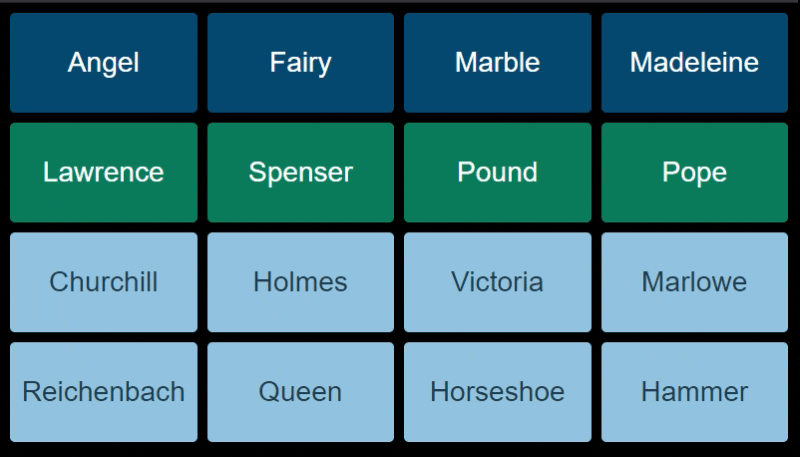 Angel Fairy Marble Madeleine
Lawrence Spenser Pound Pope
Churchill Holmes Victoria Marlowe
Reichenbach Queen Horseshoe Hammer